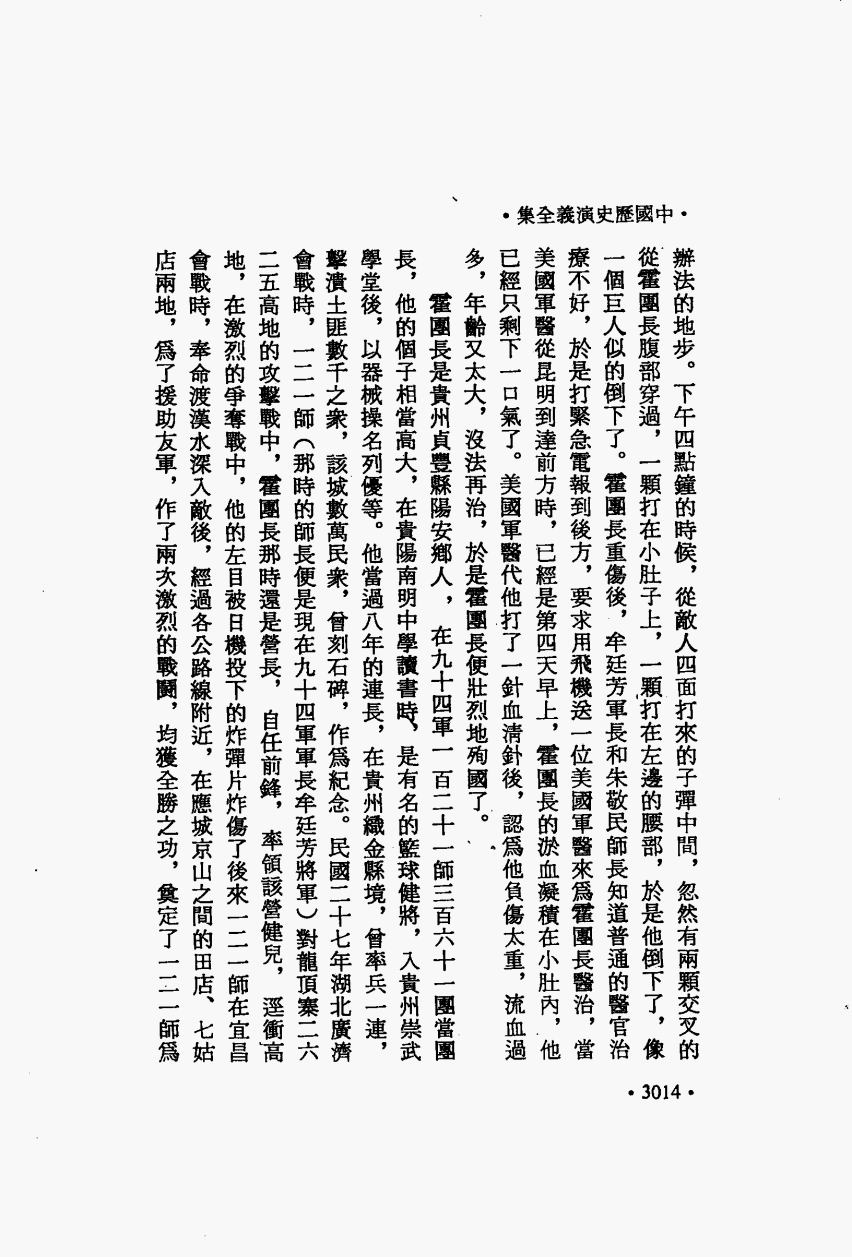 ·中國歷史演義全集·
辦法的地步。下午四點鐘的時候，從敵人四面打來的子彈中間，忽然有兩顆交叉的
從霍團長腹部穿過，一顆打在小肚子上，一顆打在左邊的腰部，於是他倒下了，像
一個巨人似的倒下了。霍團長重傷後，牟廷芳軍長和朱敬民師長知道普通的醫官治
療不好，於是打緊急電報到後方，要求用飛機送一位美國軍醫來爲霍團長醫治，當
美國軍醫從昆明到達前方時，已經是第四天早上，霍團長的淤血凝積在小肚內，他
已經只剩下一口氣了。美國軍醫代他打了一針血清針後，認爲他負傷太重，流血過
多，年齡又太大，沒法再治，於是霍團長便壯烈地殉國了。
霍團長是貴州貞豐縣陽安鄉人，在九十四軍一百二十一師三百六十一團當團
長，他的個子相當高大，在貴陽南明中學讀書時，是有名的籃球健將，入貴州崇武
學堂後，以器械操名列優等。他當過八年的連長，在貴州織金縣境，曾率兵一連，
擊潰土匪數千之衆，該城數萬民衆，曾刻石碑，作爲紀念。民國二十七年湖北廣濟
會戰時，一二一師（那時的師長便是現在九十四軍軍長牟廷芳將軍）對龍頂寨二六
二五高地的攻擊戰中，霍團長那時還是營長，自任前鋒，率領該營健兒，逕衝高
地，在激烈的爭奪戰中，他的左目被日機投下的炸彈片炸傷了後來一二一師在宜昌
會戰時，奉命渡漢水深入敵後，經過各公路線附近，在應城京山之間的田店、七姑
店兩地，爲了援助友軍，作了兩次激烈的戰鬭，均獲全勝之功，奠定了一二一師爲
·3014·